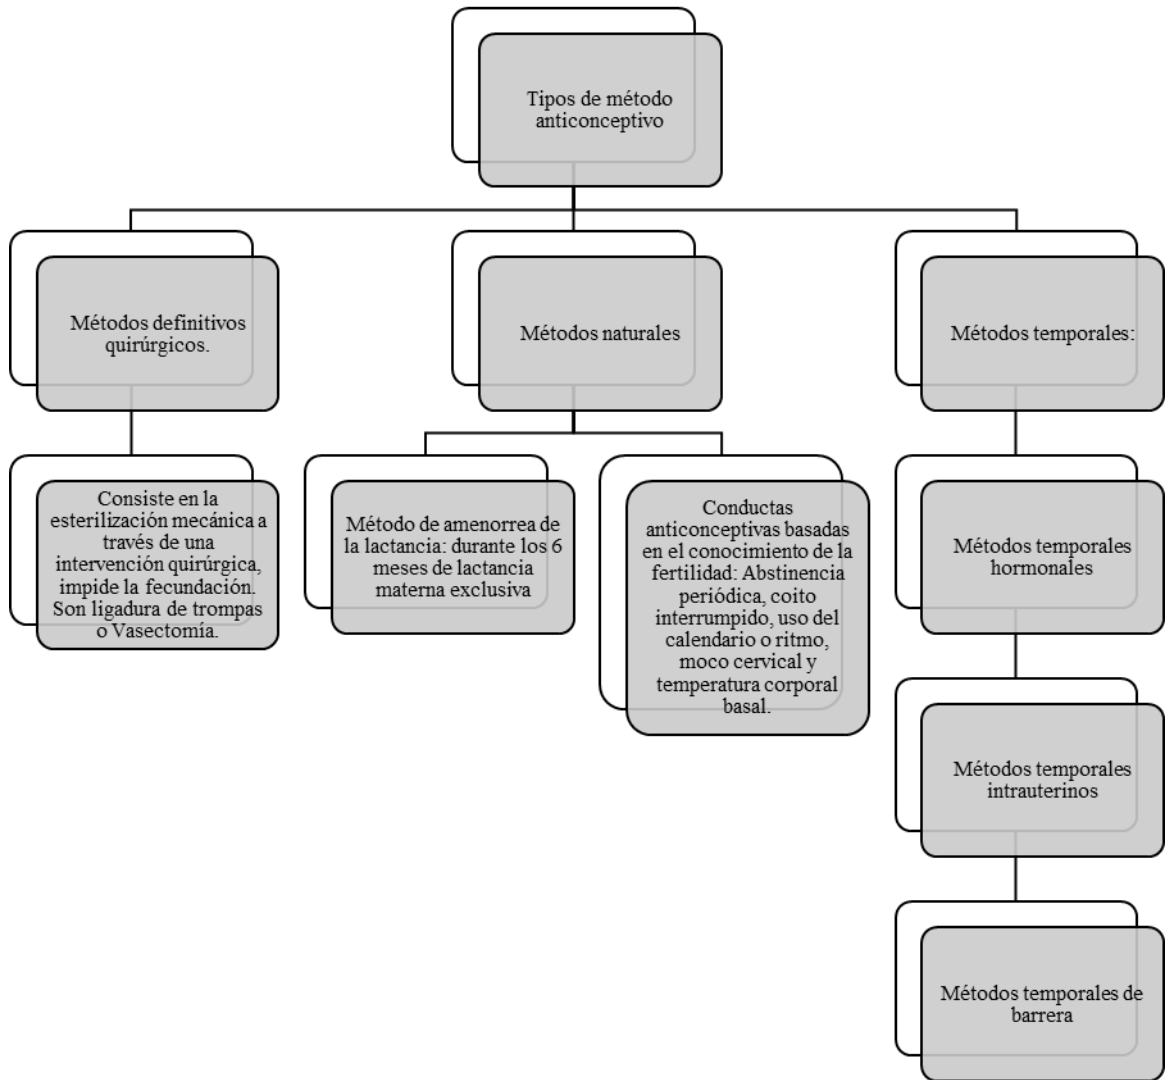 Tipos de método
anticonceptivo
Métodos definitivos
quirúrgicos.
Métodos naturales
Métodos temporales:
Consiste en la
esterilización mecánica a
través de una
intervención quirúrgica,
impide la fecundación.
Son ligadura de trompas
o Vasectomía.
Método de amenorrea de
la lactancia: durante los 6
meses de lactancia
materna exclusiva
Conductas
anticonceptivas basadas
en el conocimiento de la
fertilidad: Abstinencia
periódica, coito
interrumpido, uso del
calendario o ritmo,
moco cervical y
temperatura corporal
basal.
Métodos temporales
hormonales
Métodos temporales
intrauterinos
Métodos temporales de
barrera